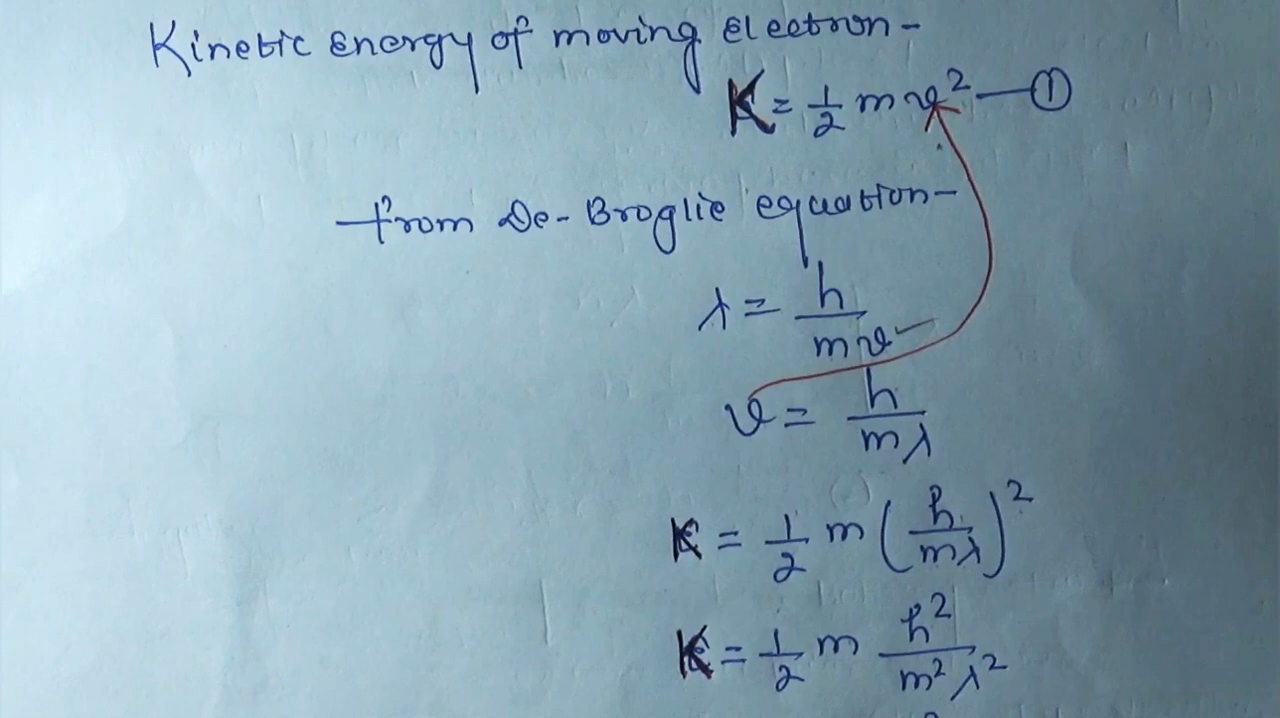 Kinetic energy of moving electron-
K = 1/2 mv² — ①
from De-Broglie equation-
λ = h/mv
v = h/mλ
K = 1/2 m (h/mλ)²
K = 1/2 m h²/m²λ²